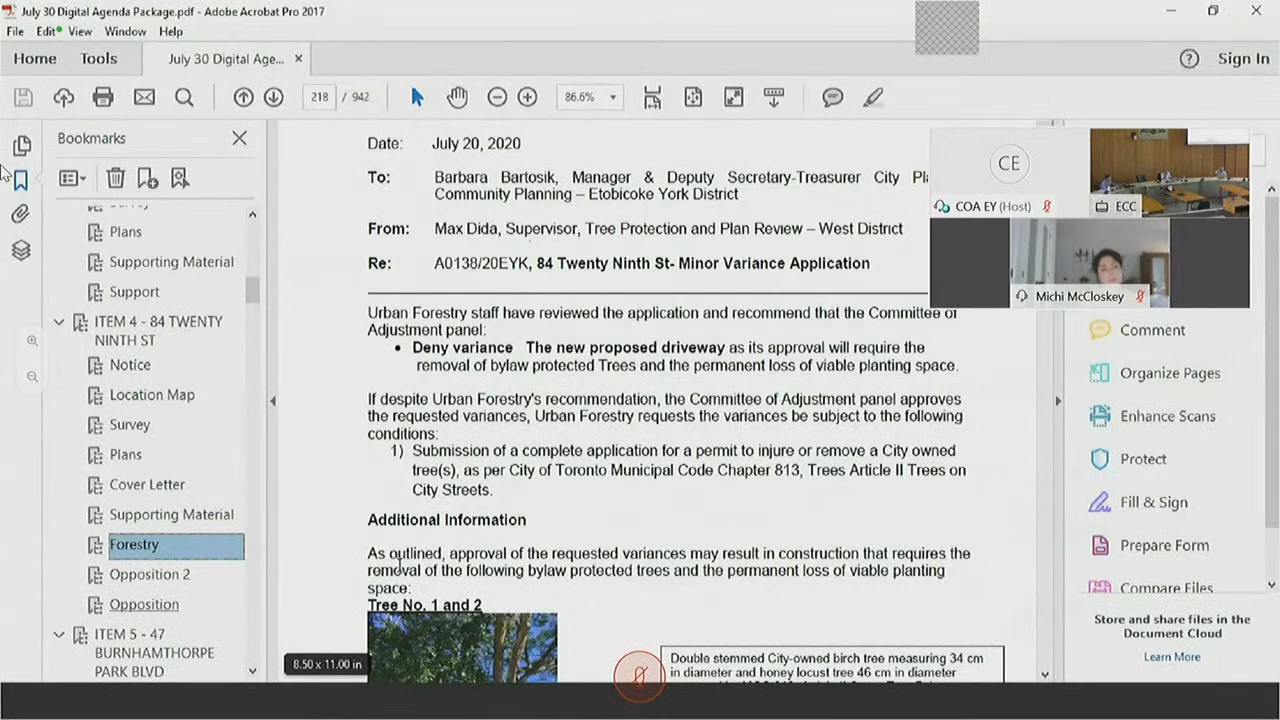 July 30 Digital Agenda Package.pdf - Adobe Acrobat Pro 2017
File Edit View Window Help
Home Tools July 30 Digital Age... × Sign In
218 / 942 86.6%
Bookmarks
Plans
Supporting Material
Support
ITEM 4 - 84 TWENTY
NINTH ST
Notice
Location Map
Survey
Plans
Cover Letter
Supporting Material
Forestry
Opposition 2
Opposition
ITEM 5 - 47
BURNHAMTHORPE
PARK BLVD
Date: July 20, 2020
To: Barbara Bartosik, Manager & Deputy Secretary-Treasurer City
Community Planning – Etobicoke York District
From: Max Dida, Supervisor, Tree Protection and Plan Review – West District
Re: A0138/20EYK, 84 Twenty Ninth St- Minor Variance Application
Urban Forestry staff have reviewed the application and recommend that the Committee of
Adjustment panel:
• Deny variance The new proposed driveway as its approval will require the
removal of bylaw protected Trees and the permanent loss of viable planting space.
If despite Urban Forestry's recommendation, the Committee of Adjustment panel approves
the requested variances, Urban Forestry requests the variances be subject to the following
conditions:
1) Submission of a complete application for a permit to injure or remove a City owned
tree(s), as per City of Toronto Municipal Code Chapter 813, Trees Article II Trees on
City Streets.
Additional Information
As outlined, approval of the requested variances may result in construction that requires the
removal of the following bylaw protected trees and the permanent loss of viable planting
space:
Tree No. 1 and 2
Double stemmed City-owned birch tree measuring 34 cm
in diameter and honey locust tree 46 cm in diameter
8.50 x 11.00 in
CE
COA EY (Host)
ECC
Michi McCloskey
Comment
Organize Pages
Enhance Scans
Protect
Fill & Sign
Prepare Form
Compare Files
Store and share files in the
Document Cloud
Learn More